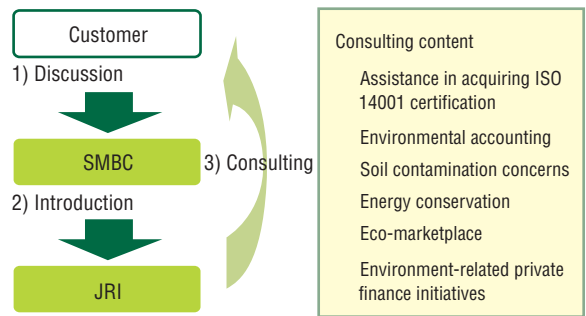 Customer
1) Discussion
SMBC
3) Consulting
2) Introduction
JRI
Consulting content
Assistance in acquiring ISO
14001 certification
Environmental accounting
Soil contamination concerns
Energy conservation
Eco-marketplace
Environment-related private
finance initiatives